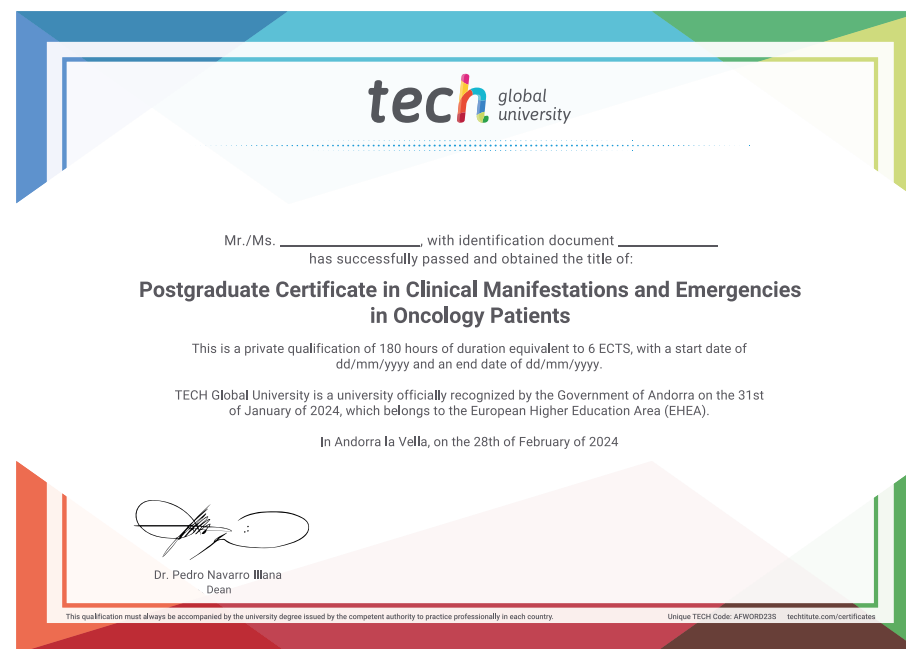 tech global university
Mr./Ms. ____________, with identification document ____________
has successfully passed and obtained the title of:
Postgraduate Certificate in Clinical Manifestations and Emergencies
in Oncology Patients
This is a private qualification of 180 hours of duration equivalent to 6 ECTS, with a start date of
dd/mm/yyyy and an end date of dd/mm/yyyy.
TECH Global University is a university officially recognized by the Government of Andorra on the 31st
of January of 2024, which belongs to the European Higher Education Area (EHEA).
In Andorra la Vella, on the 28th of February of 2024
Dr. Pedro Navarro Illana
Dean
This qualification must always be accompanied by the university degree issued by the competent authority to practice professionally in each country.
Unique TECH Code: AFWORD23S techtitute.com/certificates